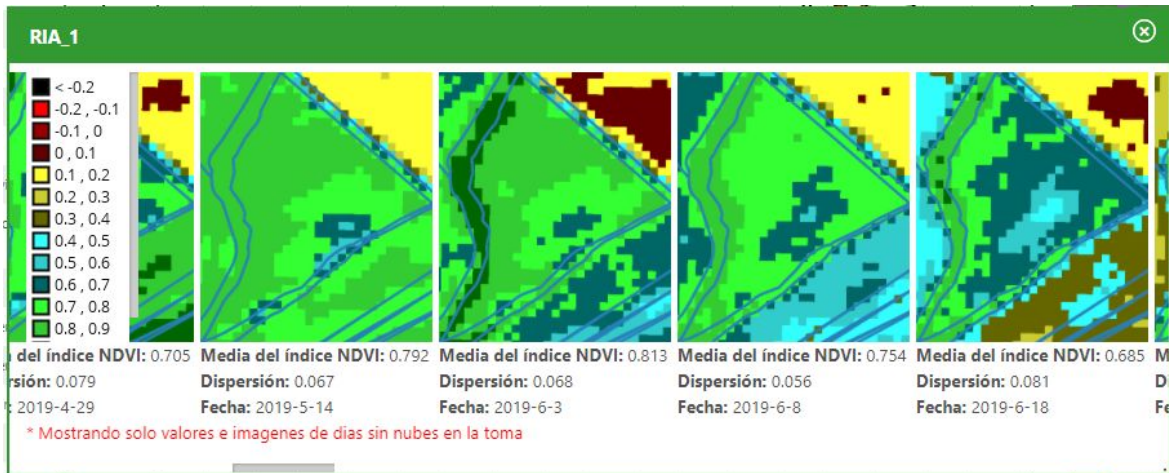 RIA_1
< -0.2
-0.2 , -0.1
-0.1 , 0
0 , 0.1
0.1 , 0.2
0.2 , 0.3
0.3 , 0.4
0.4 , 0.5
0.5 , 0.6
0.6 , 0.7
0.7 , 0.8
0.8 , 0.9
del índice NDVI: 0.705 Media del índice NDVI: 0.792 Media del índice NDVI: 0.813 Media del índice NDVI: 0.754 Media del índice NDVI: 0.685 M
rsión: 0.079 Dispersión: 0.067 Dispersión: 0.068 Dispersión: 0.056 Dispersión: 0.081 D
: 2019-4-29 Fecha: 2019-5-14 Fecha: 2019-6-3 Fecha: 2019-6-8 Fecha: 2019-6-18 Fe
* Mostrando solo valores e imagenes de dias sin nubes en la toma